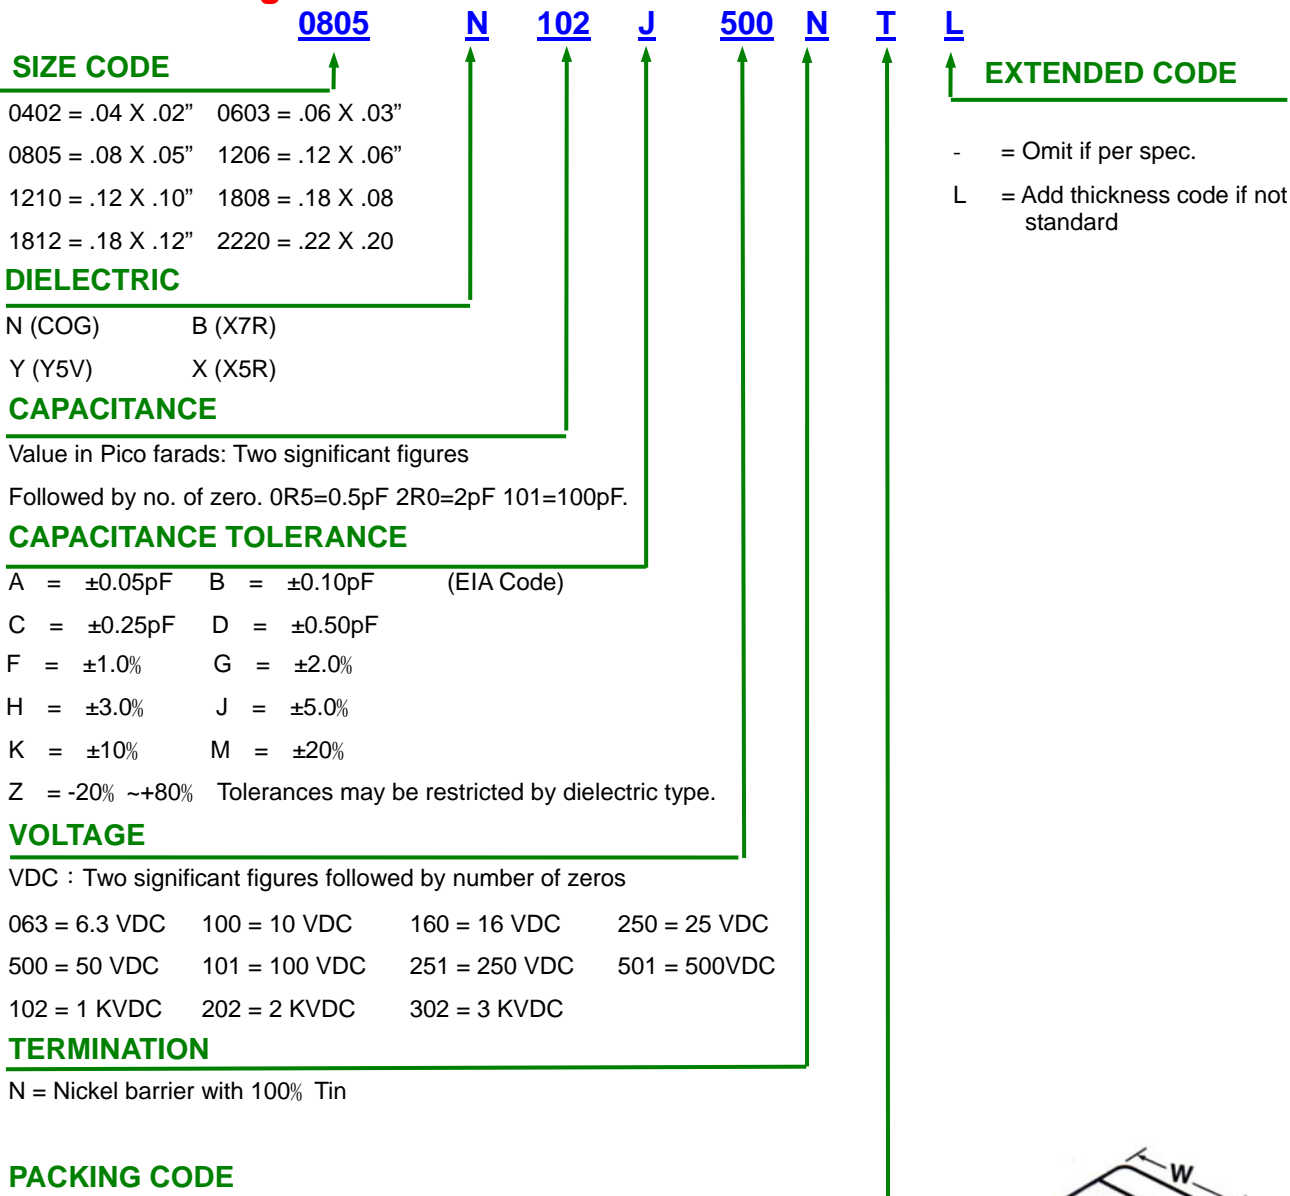 0805 N 102 J 500 N T L
SIZE CODE
0402 = .04 X .02” 0603 = .06 X .03”
0805 = .08 X .05” 1206 = .12 X .06”
1210 = .12 X .10” 1808 = .18 X .08
1812 = .18 X .12” 2220 = .22 X .20
EXTENDED CODE
- = Omit if per spec.
L = Add thickness code if not
standard
DIELECTRIC
N (COG) B (X7R)
Y (Y5V) X (X5R)
CAPACITANCE
Value in Pico farads: Two significant figures
Followed by no. of zero. 0R5=0.5pF 2R0=2pF 101=100pF.
CAPACITANCE TOLERANCE
A = ±0.05pF B = ±0.10pF (EIA Code)
C = ±0.25pF D = ±0.50pF
F = ±1.0% G = ±2.0%
H = ±3.0% J = ±5.0%
K = ±10% M = ±20%
Z = -20% ~+80% Tolerances may be restricted by dielectric type.
VOLTAGE
VDC：Two significant figures followed by number of zeros
063 = 6.3 VDC 100 = 10 VDC 160 = 16 VDC 250 = 25 VDC
500 = 50 VDC 101 = 100 VDC 251 = 250 VDC 501 = 500VDC
102 = 1 KVDC 202 = 2 KVDC 302 = 3 KVDC
TERMINATION
N = Nickel barrier with 100% Tin
PACKING CODE
W